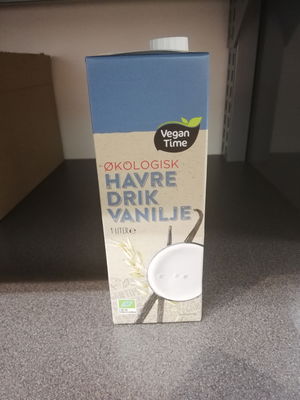 Vegan
Time
ØKOLOGISK
HAVRE
DRIK
VANILJE
1 LITER e